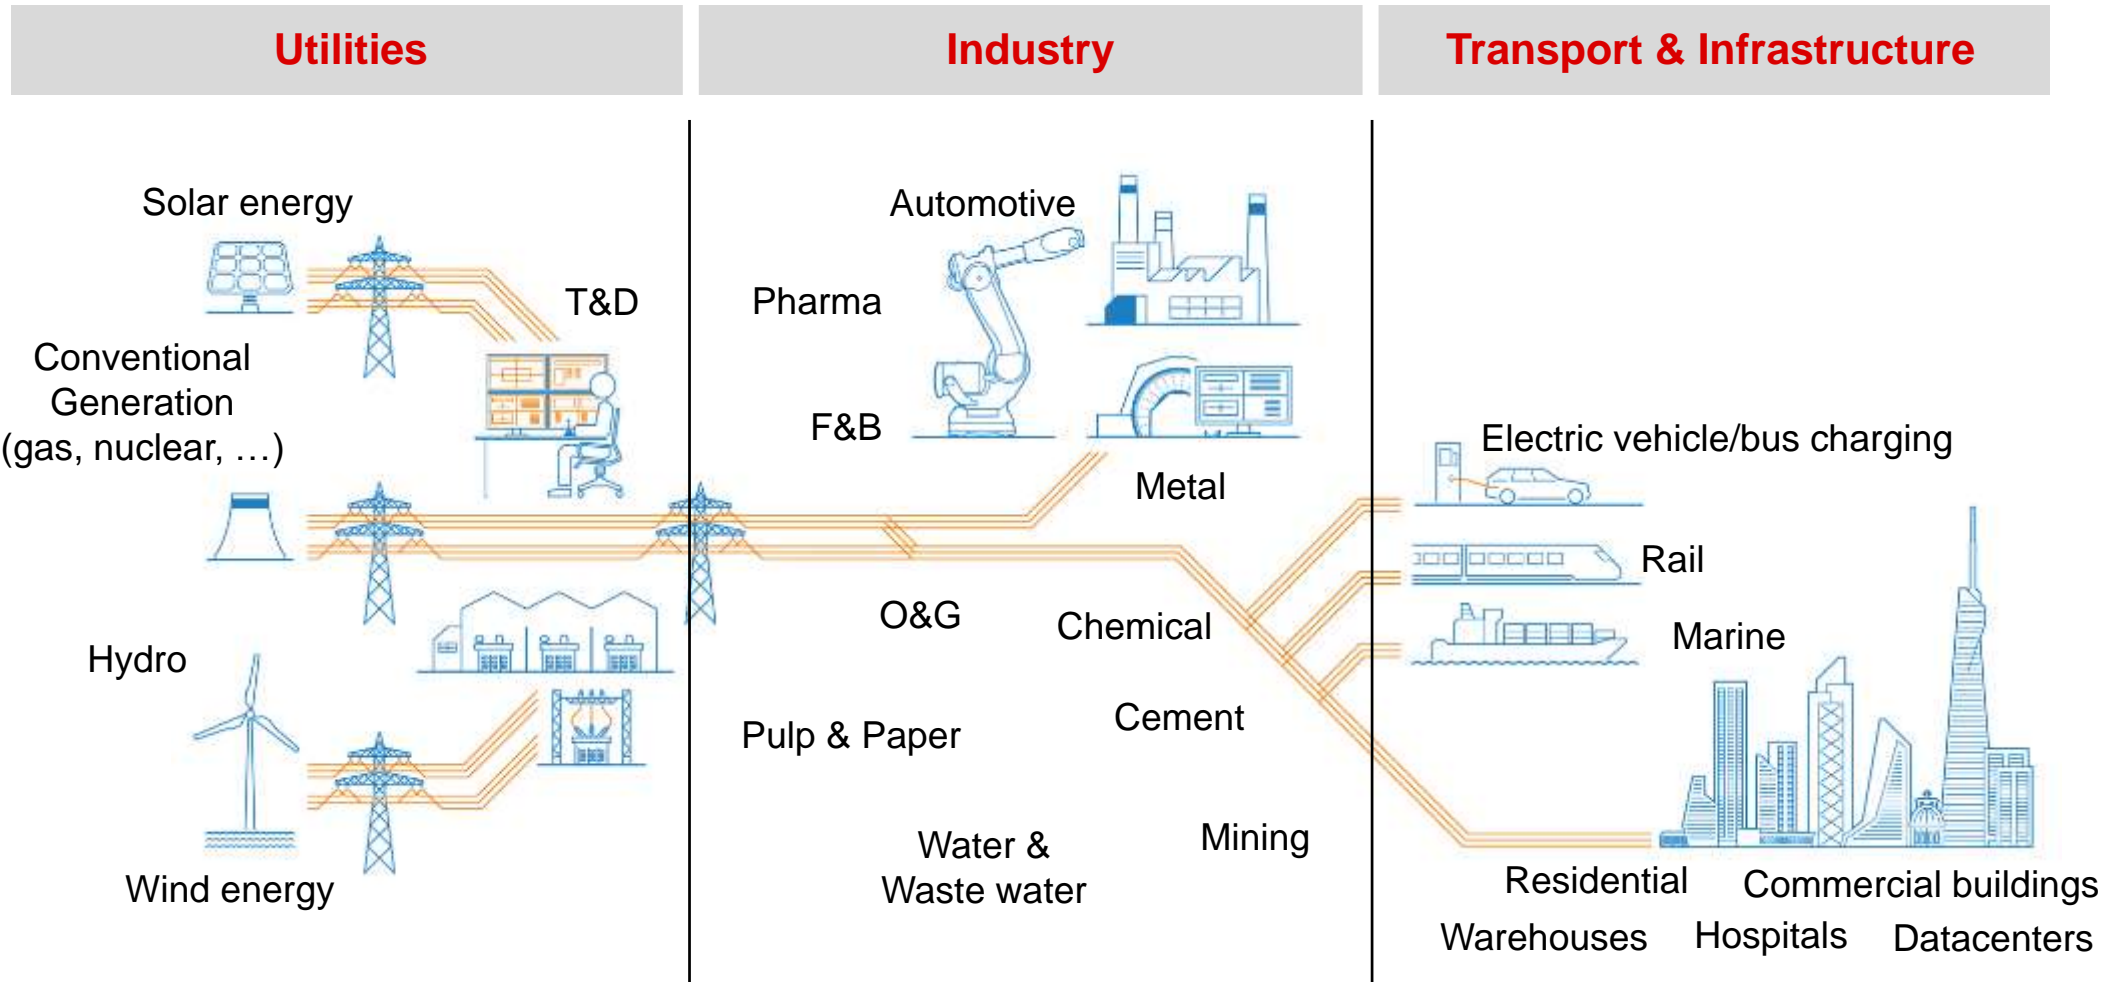 Utilities
Industry
Transport & Infrastructure
Solar energy
T&D
Conventional
Generation
(gas, nuclear, …)
Hydro
Wind energy
Automotive
Pharma
F&B
Metal
O&G
Chemical
Pulp & Paper
Cement
Water &
Waste water
Mining
Electric vehicle/bus charging
Rail
Marine
Residential
Commercial buildings
Warehouses
Hospitals
Datacenters